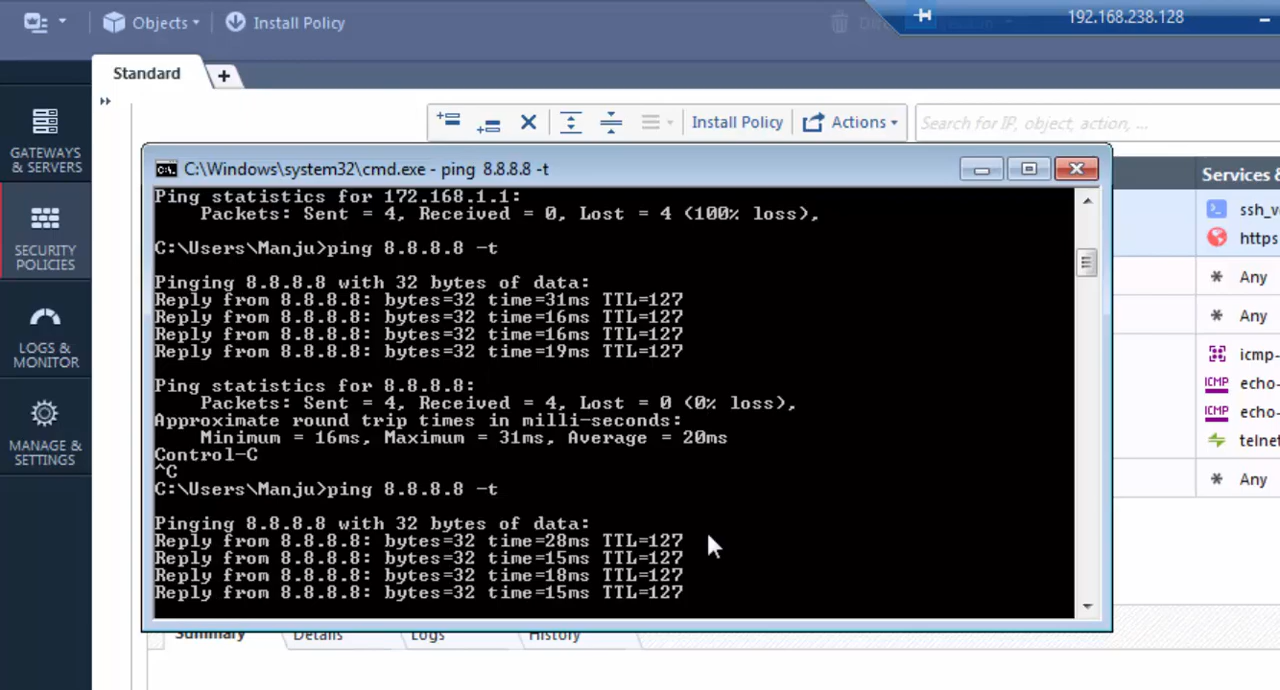 Objects
Install Policy
192.168.238.128
Standard
+
Install Policy
Actions
Search for IP, object, action, ...
GATEWAYS
& SERVERS
SECURITY
POLICIES
LOGS &
MONITOR
MANAGE &
SETTINGS
C:\Windows\system32\cmd.exe - ping 8.8.8.8 -t
Ping statistics for 172.168.1.1:
Packets: Sent = 4, Received = 0, Lost = 4 (100% loss),
C:\Users\Manju>ping 8.8.8.8 -t
Pinging 8.8.8.8 with 32 bytes of data:
Reply from 8.8.8.8: bytes=32 time=31ms TTL=127
Reply from 8.8.8.8: bytes=32 time=16ms TTL=127
Reply from 8.8.8.8: bytes=32 time=16ms TTL=127
Reply from 8.8.8.8: bytes=32 time=19ms TTL=127
Ping statistics for 8.8.8.8:
Packets: Sent = 4, Received = 4, Lost = 0 (0% loss),
Approximate round trip times in milli-seconds:
Minimum = 16ms, Maximum = 31ms, Average = 20ms
Control-C
^C
C:\Users\Manju>ping 8.8.8.8 -t
Pinging 8.8.8.8 with 32 bytes of data:
Reply from 8.8.8.8: bytes=32 time=28ms TTL=127
Reply from 8.8.8.8: bytes=32 time=15ms TTL=127
Reply from 8.8.8.8: bytes=32 time=18ms TTL=127
Reply from 8.8.8.8: bytes=32 time=15ms TTL=127
Services &
ssh_v
https
* Any
* Any
icmp-
ICMP echo-
ICMP echo-
telne
* Any
Summary
Details
Logs
History